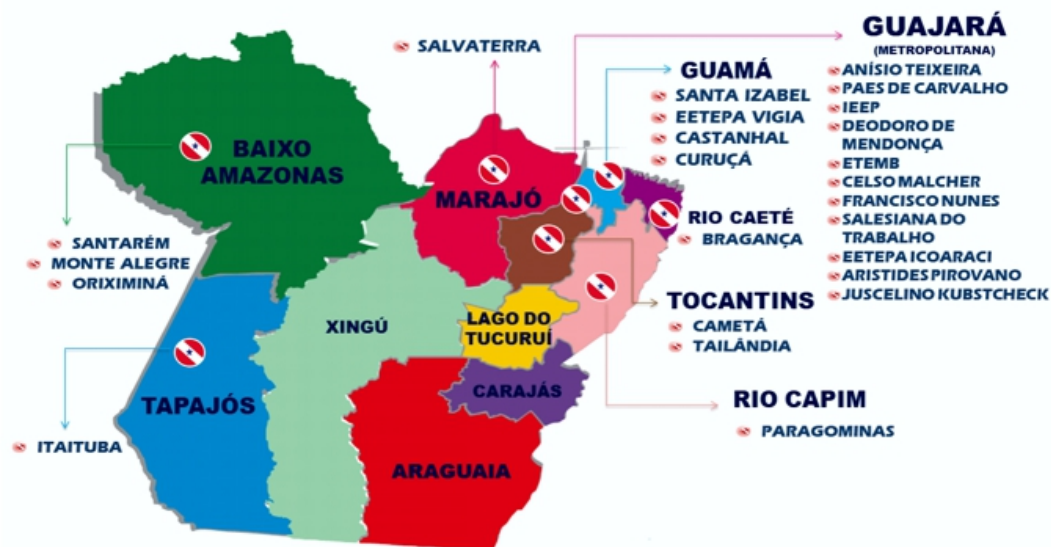 SALVATERRA
GUAJARÁ
(METROPOLITANA)
ANÍSIO TEIXEIRA
PAES DE CARVALHO
IEEP
DEODORO DE
MENDONÇA
ETEMB
CELSO MALCHER
FRANCISCO NUNES
SALESIANA DO
TRABALHO
EETEPA ICOARACI
ARISTIDES PIROVANO
JUSCELINO KUBSTCHECK
GUAMÁ
SANTA IZABEL
EETEPA VIGIA
CASTANHAL
CURUÇÁ
BAIXO
AMAZONAS
MARAJÓ
RIO CAETÉ
BRAGANÇA
SANTARÉM
MONTE ALEGRE
ORIXIMINÁ
XINGÚ
LAGO DO
TUCURUÍ
TOCANTINS
CAMETÁ
TAILÂNDIA
TAPAJÓS
CARAJÁS
RIO CAPIM
PARAGOMINAS
ITAITUBA
ARAGUAIA